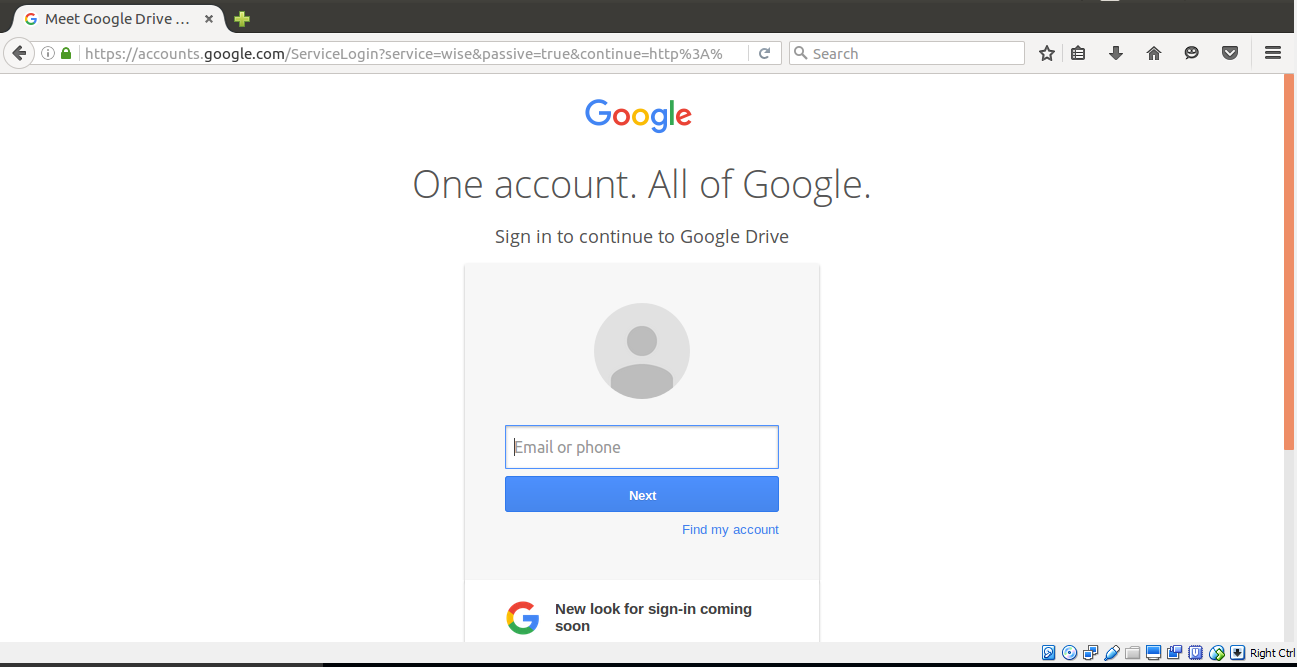 Meet Google Drive ...
https://accounts.google.com/ServiceLogin?service=wise&passive=true&continue=http%3A%
Search
Google
One account. All of Google.
Sign in to continue to Google Drive
Email or phone
Next
Find my account
New look for sign-in coming
soon
Right Ctrl